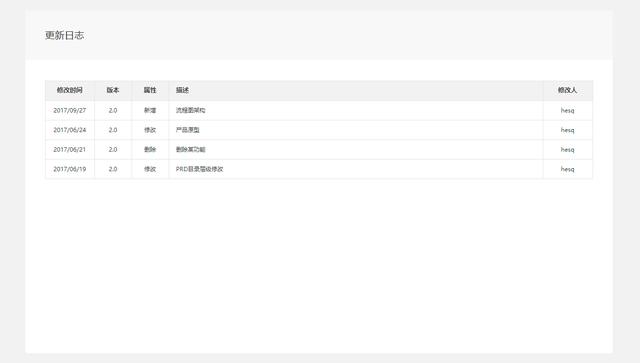 更新日志
修改时间 版本 属性 描述 修改人
2017/09/27 2.0 新增 流程图架构 hesq
2017/06/24 2.0 修改 产品原型 hesq
2017/06/21 2.0 删除 删除某功能 hesq
2017/06/19 2.0 修改 PRD目录层级修改 hesq